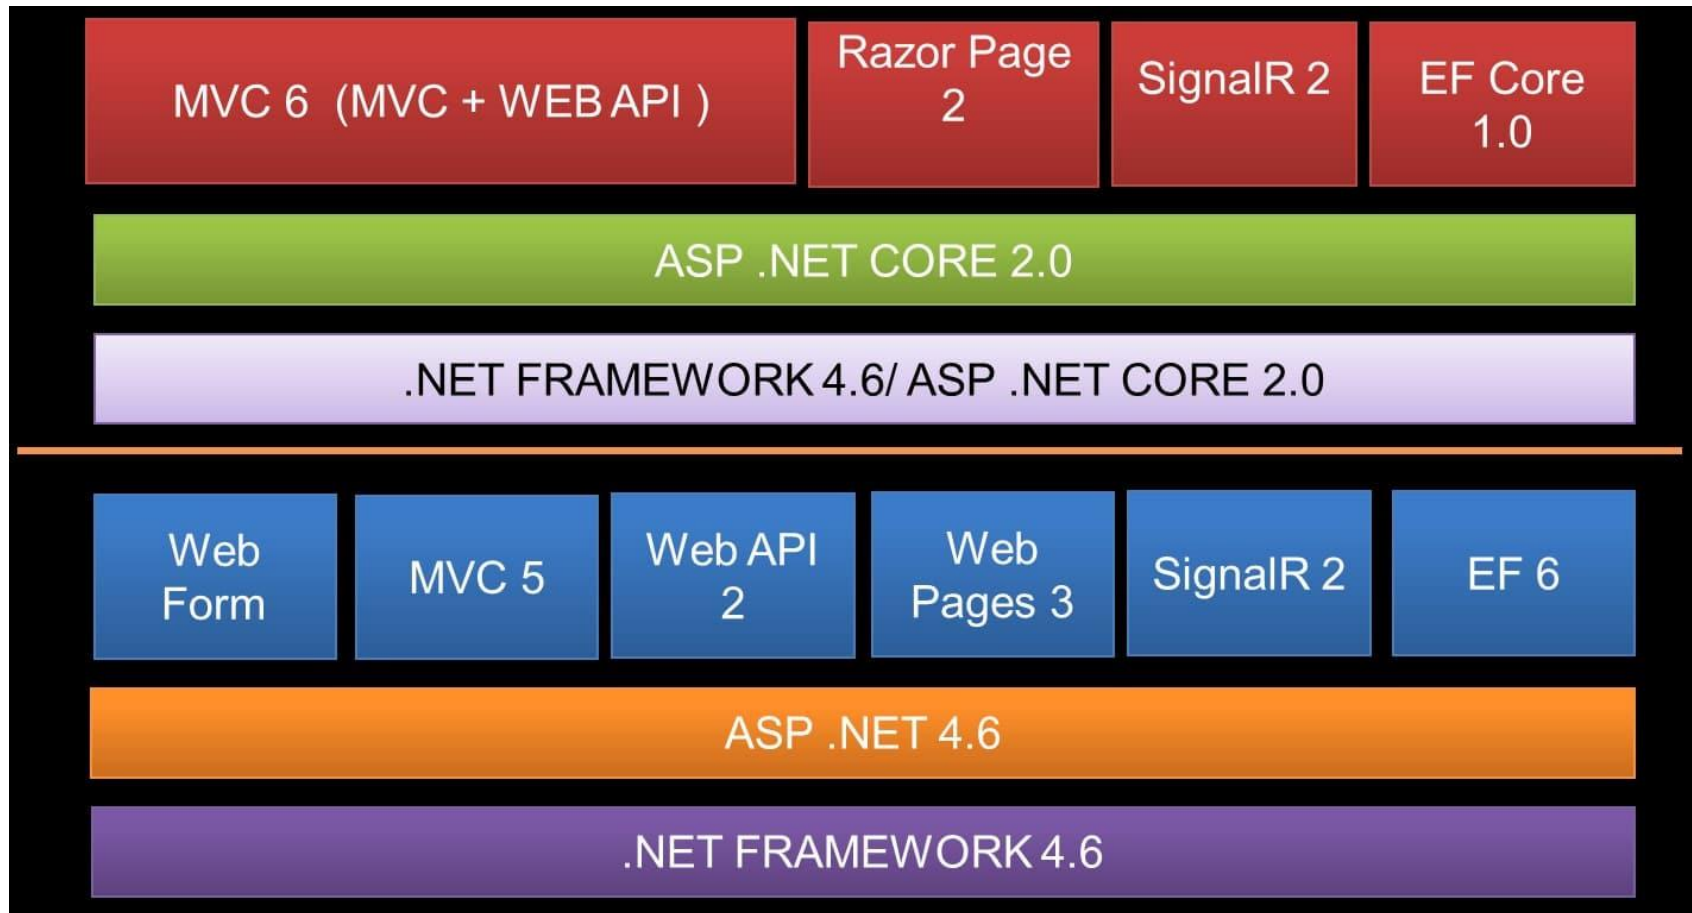 MVC 6 (MVC + WEB API )
Razor Page
2
SignalR 2
EF Core
1.0
ASP .NET CORE 2.0
.NET FRAMEWORK 4.6/ ASP .NET CORE 2.0
Web
Form
MVC 5
Web API
2
Web
Pages 3
SignalR 2
EF 6
ASP .NET 4.6
.NET FRAMEWORK 4.6